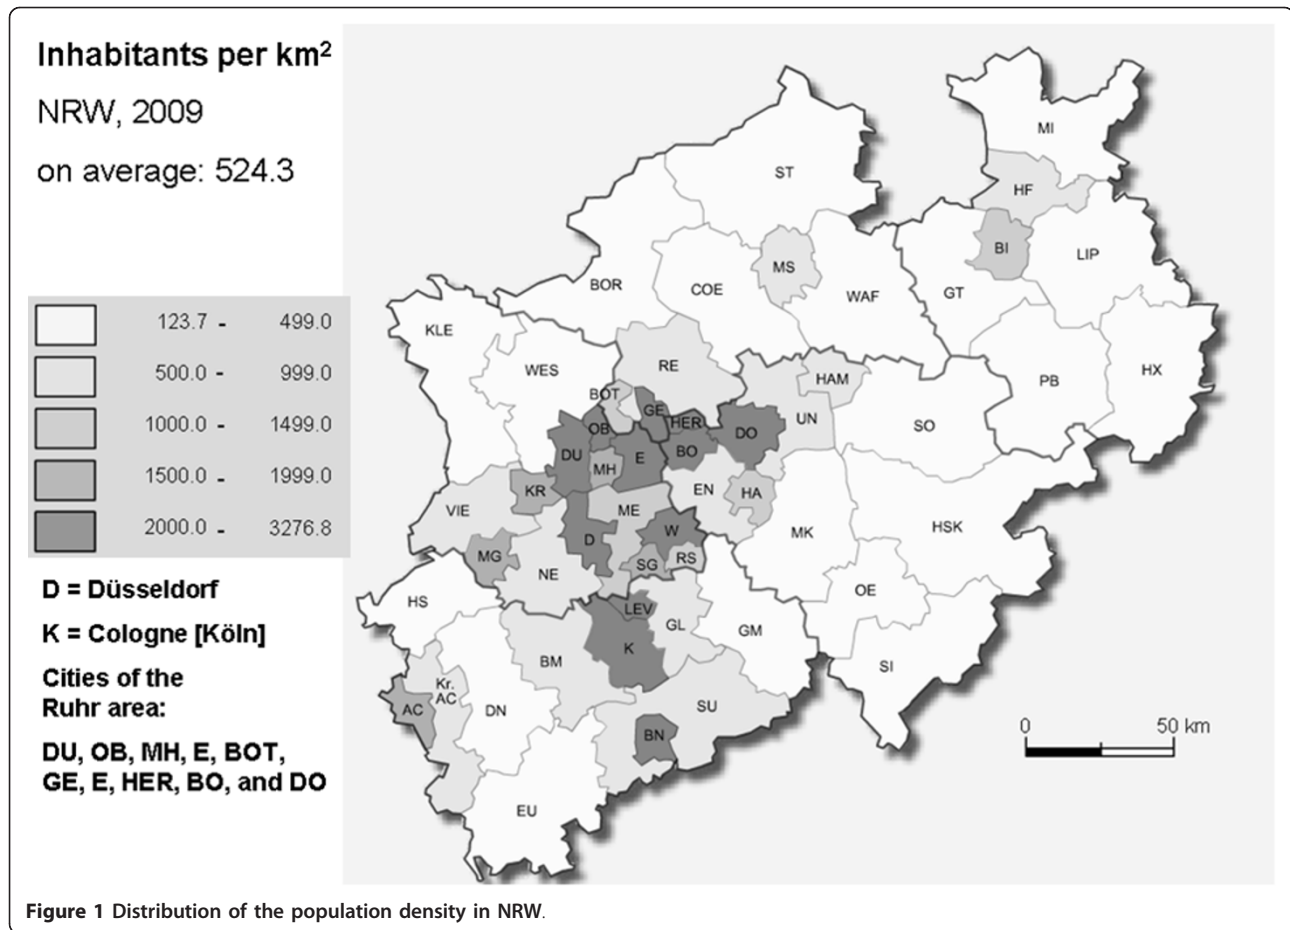 Inhabitants per km²
NRW, 2009
on average: 524.3
123.7 - 499.0
500.0 - 999.0
1000.0 - 1499.0
1500.0 - 1999.0
2000.0 - 3276.8
D = Düsseldorf
K = Cologne [Köln]
Cities of the
Ruhr area:
DU, OB, MH, E, BOT,
GE, E, HER, BO, and DO
MI
ST
HF
BI
LIP
MS
BOR
COE
WAF
GT
KLE
WES
RE
HAM
PB
HX
BOT
GE
HER
OB
DO
UN
SO
DU
MH
E
BO
KR
EN
HA
VIE
ME
HSK
W
MK
D
MG
NE
SG
RS
OE
HS
LEV
GL
GM
K
BM
SI
Kr.
AC
AC
DN
SU
BN
EU
0 50 km
Figure 1 Distribution of the population density in NRW.